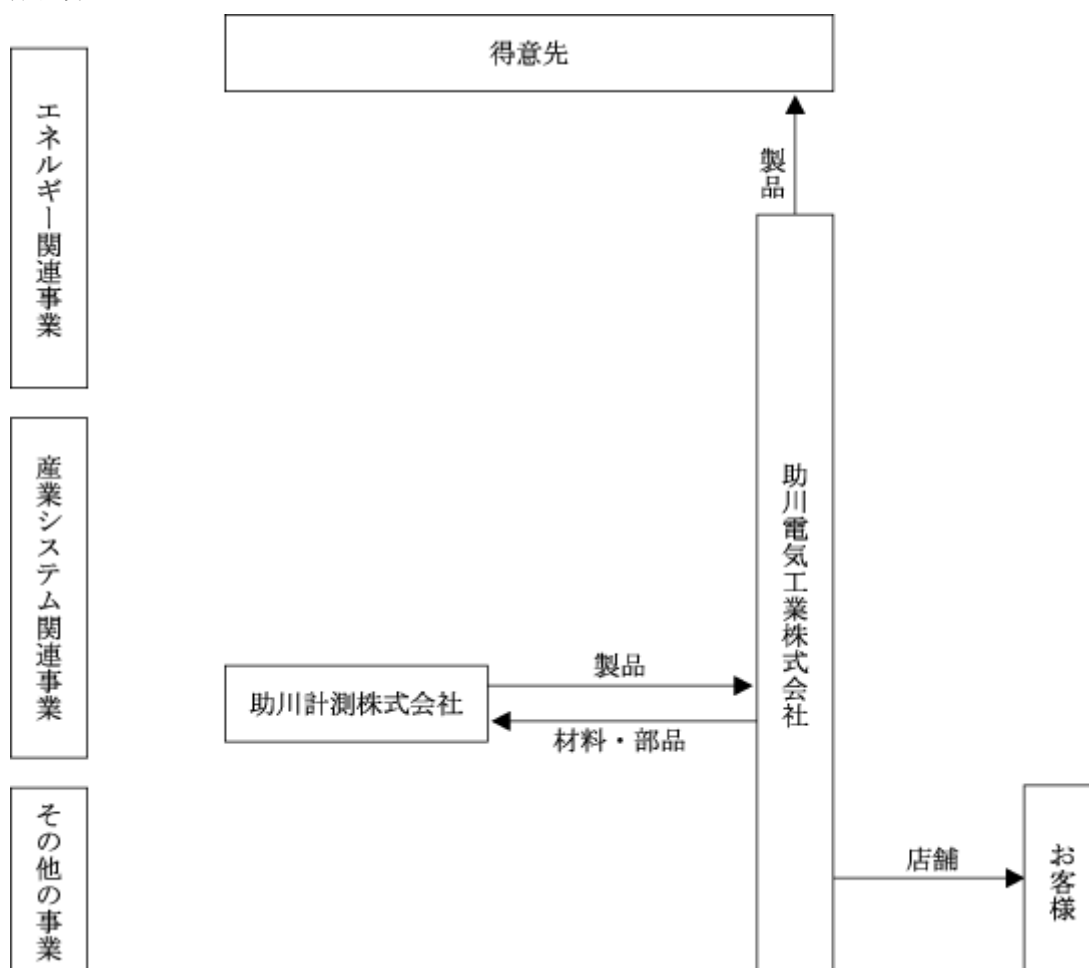 得意先
エネルギー関連事業
製品
産業システム関連事業
助川電気工業株式会社
製品
助川計測株式会社
材料・部品
その他の事業
店舗
お客様